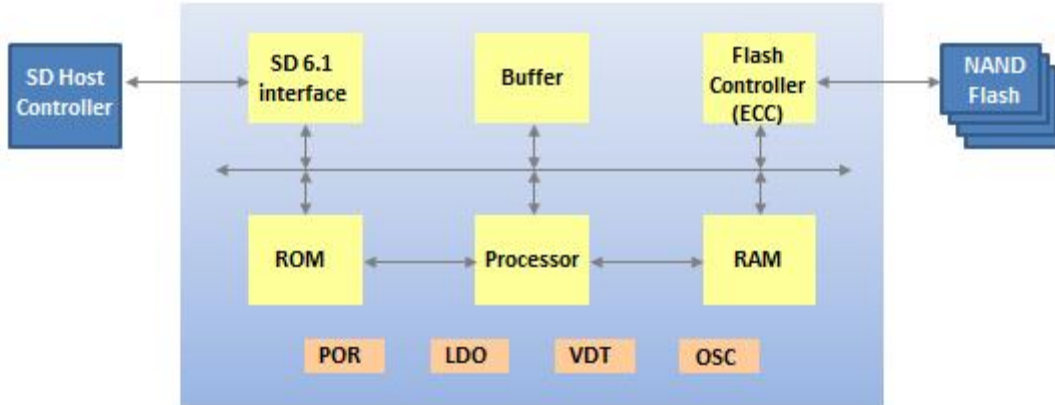 SD Host
Controller
SD 6.1
interface
Buffer
Flash
Controller
(ECC)
NAND
Flash
ROM
Processor
RAM
POR
LDO
VDT
OSC